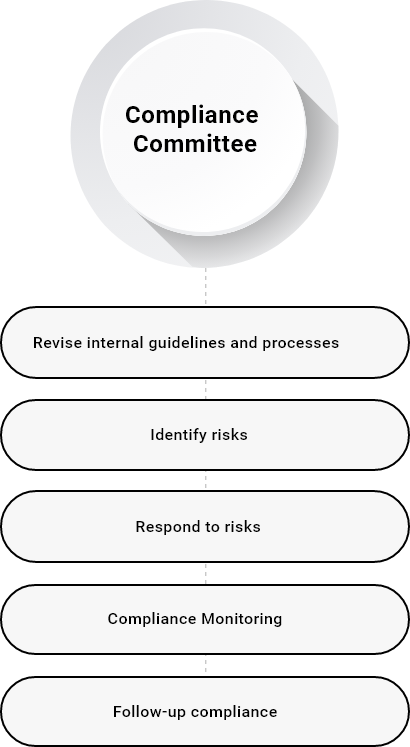 Compliance
Committee
Revise internal guidelines and processes
Identify risks
Respond to risks
Compliance Monitoring
Follow-up compliance